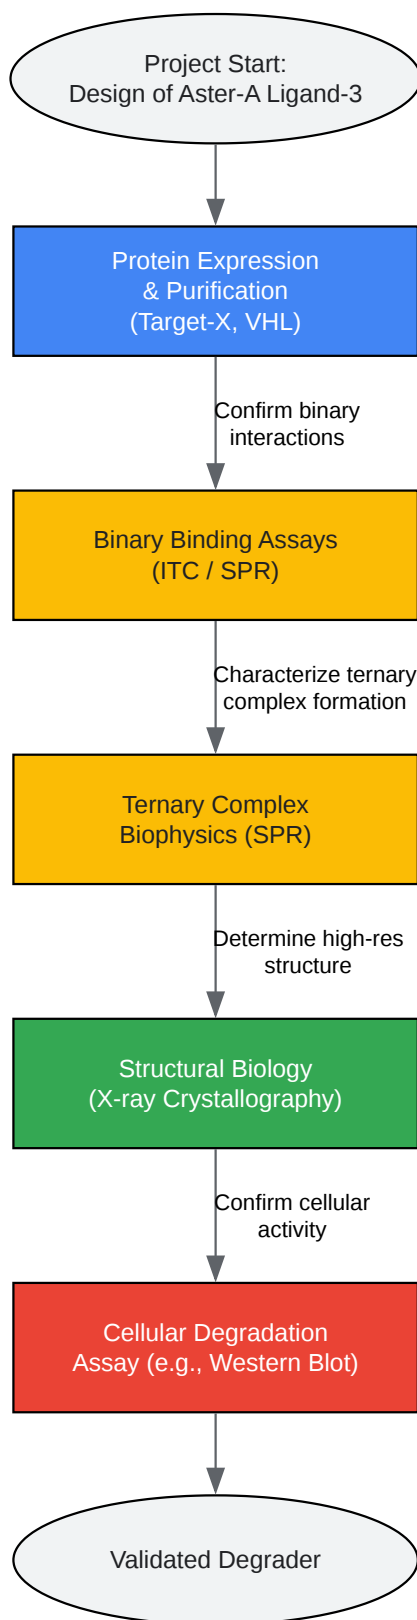 Project Start:
Design of Aster-A Ligand-3
Protein Expression
& Purification
(Target-X, VHL)
Confirm binary
interactions
Binary Binding Assays
(ITC / SPR)
Characterize ternary
complex formation
Ternary Complex
Biophysics (SPR)
Determine high-res
structure
Structural Biology
(X-ray Crystallography)
Confirm cellular
activity
Cellular Degradation
Assay (e.g., Western Blot)
Validated Degrader